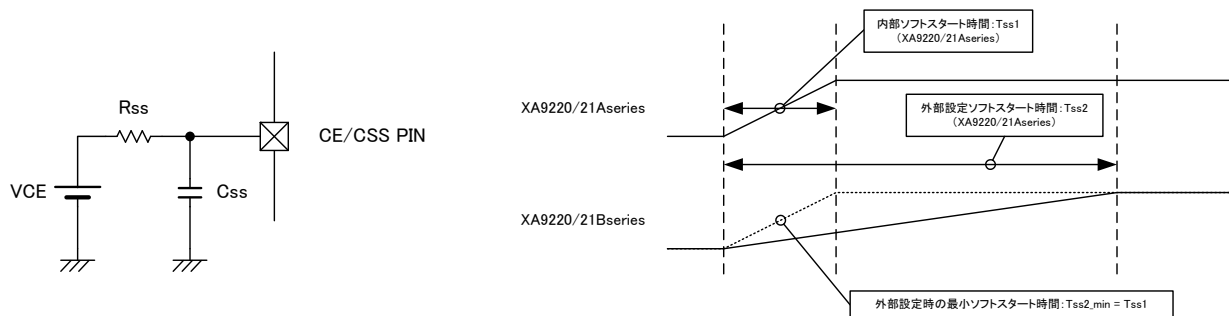 Rss
CE/CSS PIN
VCE
Css
内部ソフトスタート時間:Tss1
(XA9220/21Aseries)
XA9220/21Aseries
外部設定ソフトスタート時間:Tss2
(XA9220/21Aseries)
XA9220/21Bseries
外部設定時の最小ソフトスタート時間:Tss2_min = Tss1